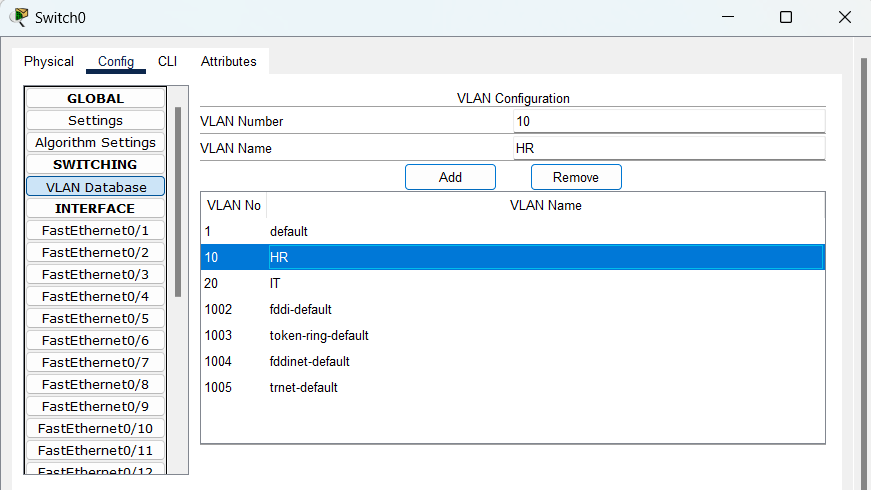 Switch0
Physical Config CLI Attributes
GLOBAL
Settings
Algorithm Settings
SWITCHING
VLAN Database
INTERFACE
FastEthernet0/1
FastEthernet0/2
FastEthernet0/3
FastEthernet0/4
FastEthernet0/5
FastEthernet0/6
FastEthernet0/7
FastEthernet0/8
FastEthernet0/9
FastEthernet0/10
FastEthernet0/11
FastEthernet0/12
VLAN Configuration
VLAN Number 10
VLAN Name HR
Add Remove
VLAN No VLAN Name
1 default
10 HR
20 IT
1002 fddi-default
1003 token-ring-default
1004 fddinet-default
1005 trnet-default